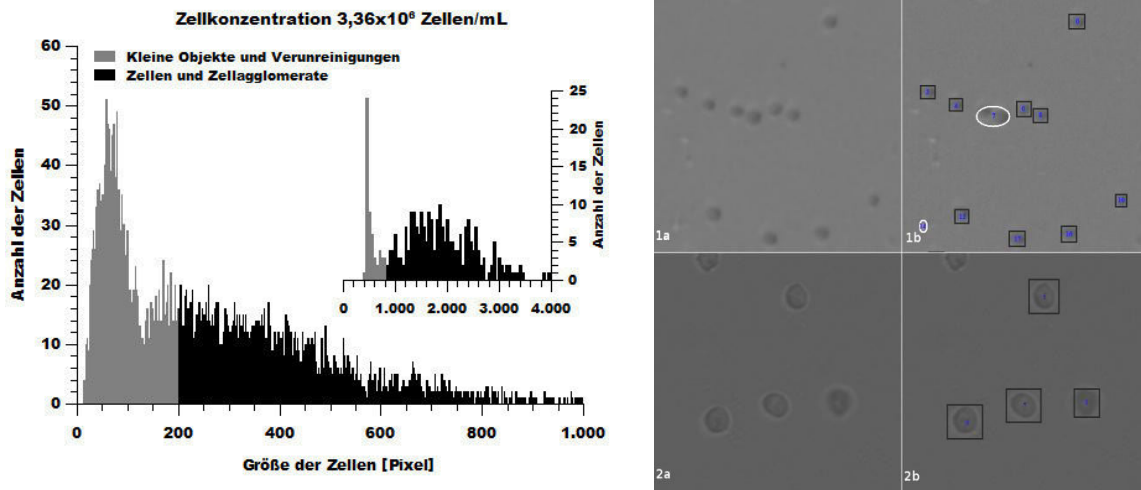 Zellkonzentration 3,36x10⁶ Zellen/mL
Kleine Objekte und Verunreinigungen
Zellen und Zellagglomerate
Anzahl der Zellen
60
50
40
30
20
10
0
0 200 400 600 800 1.000
Größe der Zellen [Pixel]
25
20
15
10
5
0
Anzahl der Zellen
0 1.000 2.000 3.000 4.000
1a
1b
2a
2b